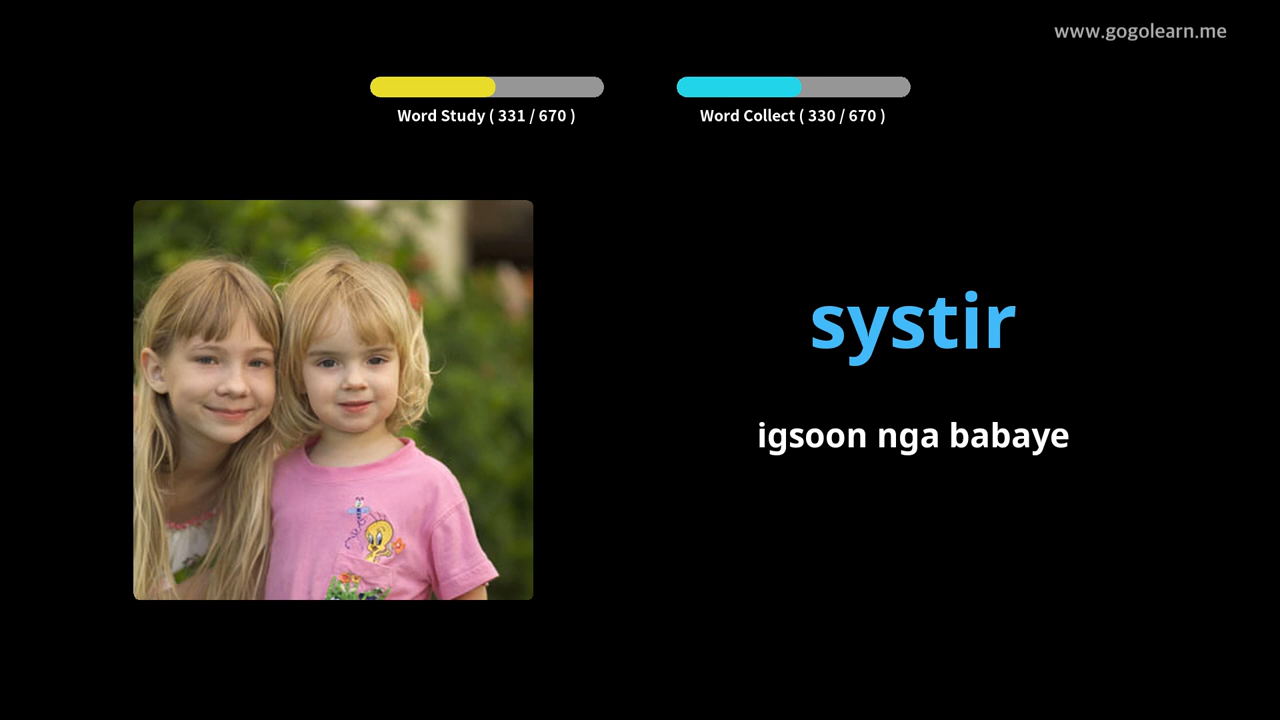 www.gogolearn.me
Word Study ( 331 / 670 )
Word Collect ( 330 / 670 )
systir
igsoon nga babaye